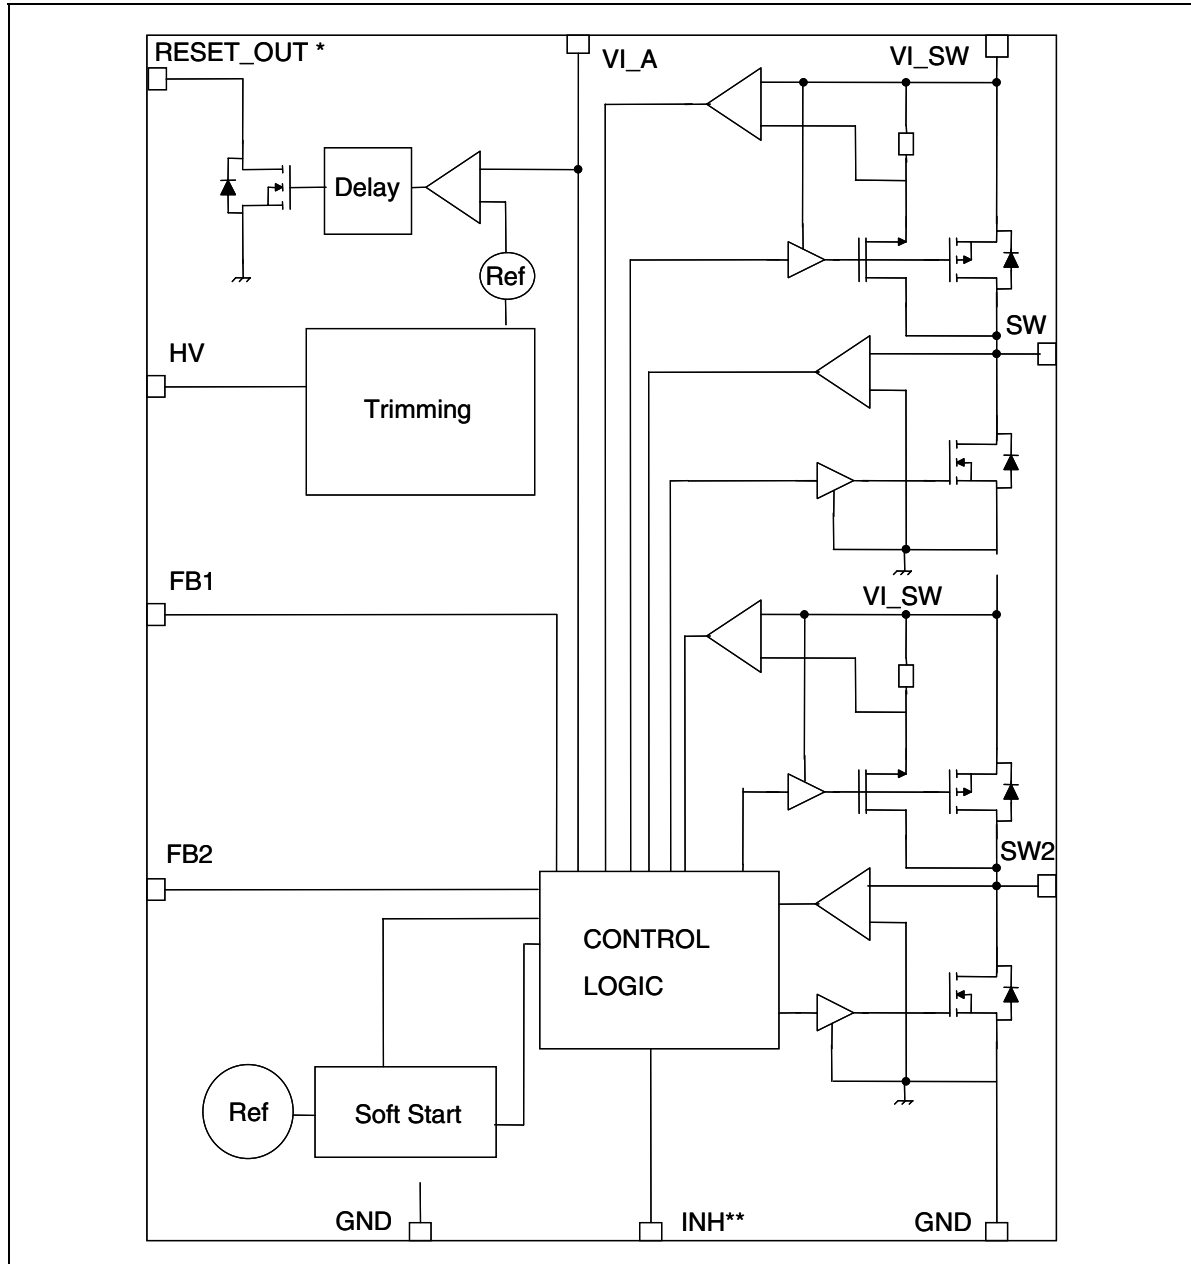 RESET_OUT *
VI_A
VI_SW
Delay
Ref
SW
HV
Trimming
FB1
VI_SW
FB2
SW2
CONTROL
LOGIC
Ref
Soft Start
GND
INH**
GND